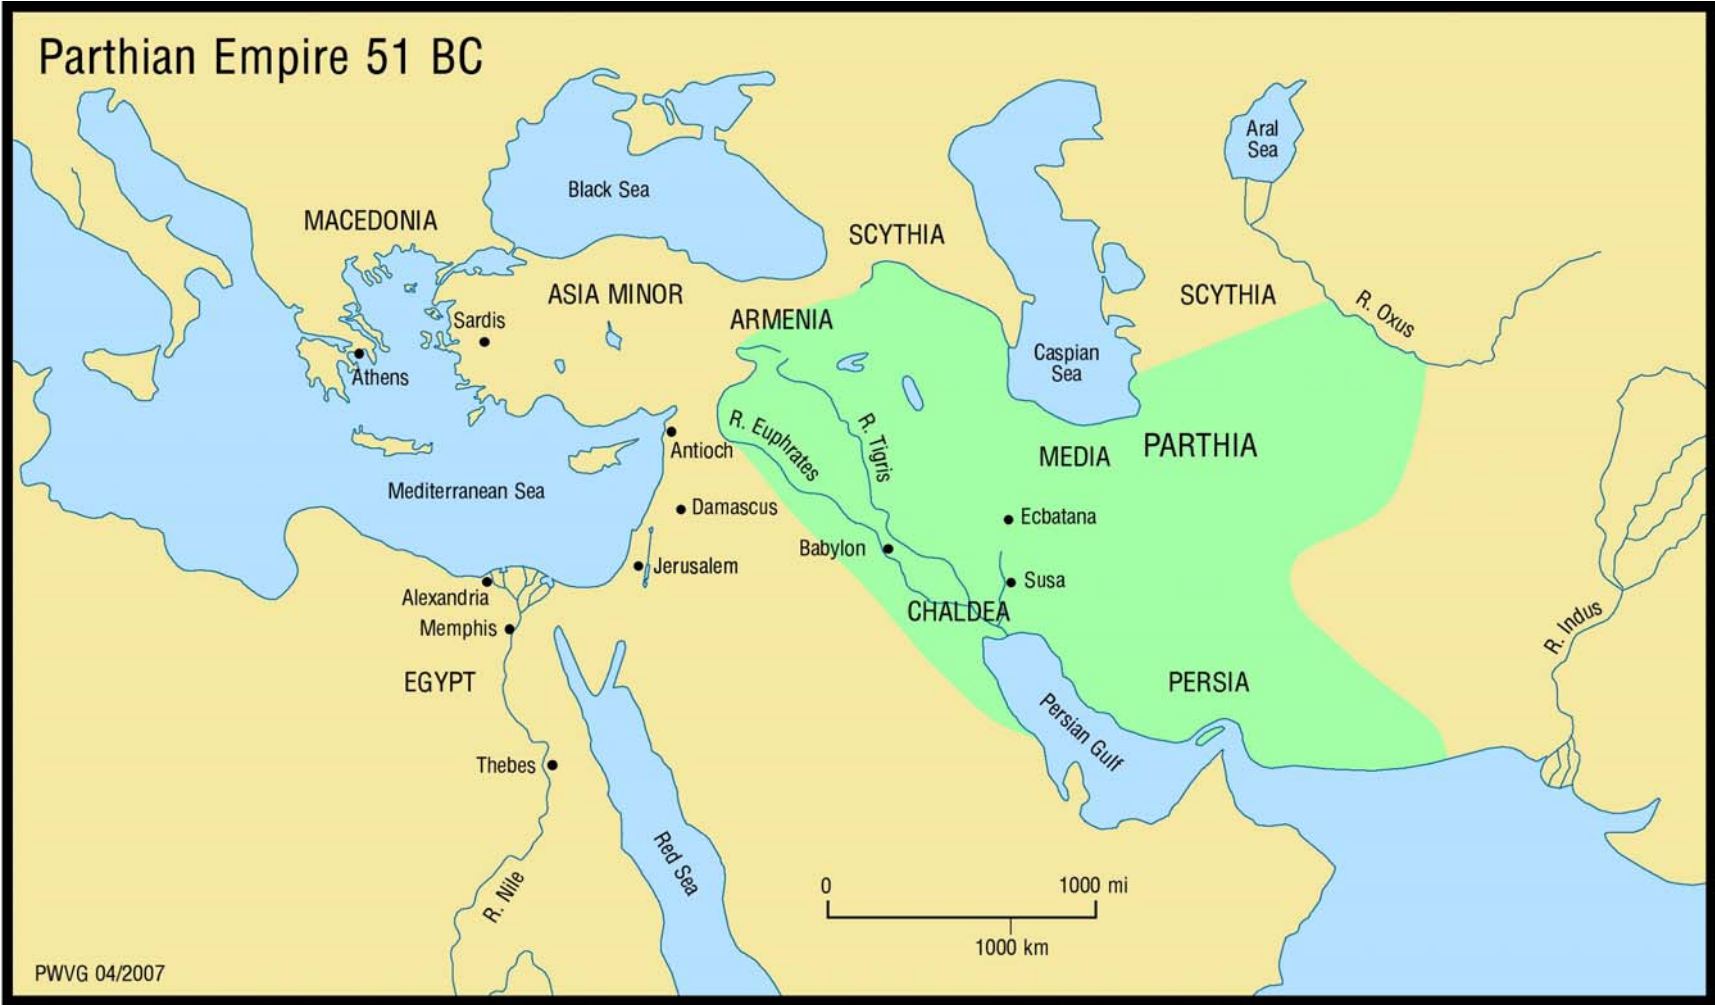 Parthian Empire 51 BC
Aral
Sea
Black Sea
MACEDONIA
SCYTHIA
ASIA MINOR
SCYTHIA
R. Oxus
Sardis
ARMENIA
Caspian
Sea
Athens
R. Euphrates
R. Tigris
Antioch
MEDIA
PARTHIA
Mediterranean Sea
Damascus
Ecbatana
Babylon
Jerusalem
Susa
Alexandria
CHALDEA
Memphis
R. Indus
EGYPT
PERSIA
Persian Gulf
Thebes
Red Sea
R. Nile
0
1000 mi
1000 km
PWVG 04/2007